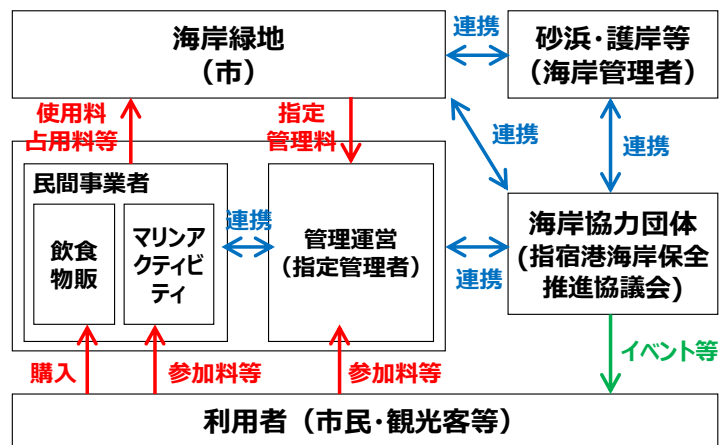 海岸緑地
（市）
連携
砂浜・護岸等
（海岸管理者）
使用料
占用料等
指定
管理料
連携
連携
民間事業者
飲食
物販
マリンア
クティビ
ティ
連携
管理運営
（指定管理者）
連携
海岸協力団体
(指宿港海岸保全
推進協議会)
購入
参加料等
参加料等
イベント等
利用者（市民・観光客等）